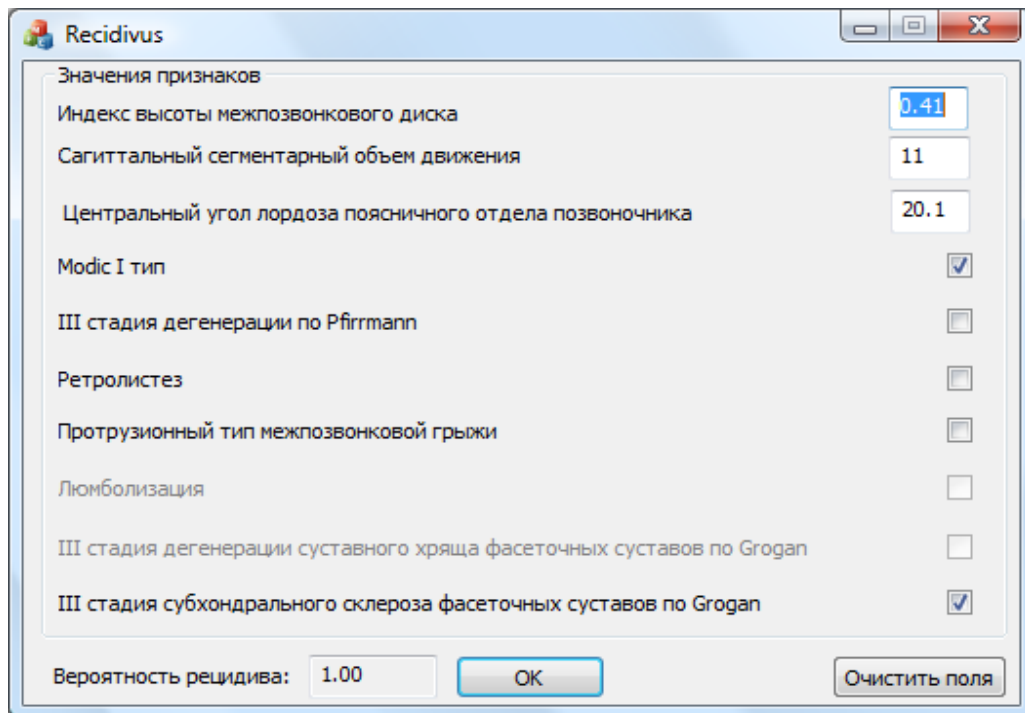 Recidivus
Значения признаков
Индекс высоты межпозвонкового диска 0.41
Сагиттальный сегментарный объем движения 11
Центральный угол лордоза поясничного отдела позвоночника 20.1
Modic I тип
III стадия дегенерации по Pfirrmann
Ретролистез
Протрузионный тип межпозвонковой грыжи
Люмболизация
III стадия дегенерации суставного хряща фасеточных суставов по Grogan
III стадия субхондрального склероза фасеточных суставов по Grogan
Вероятность рецидива: 1.00 OK Очистить поля